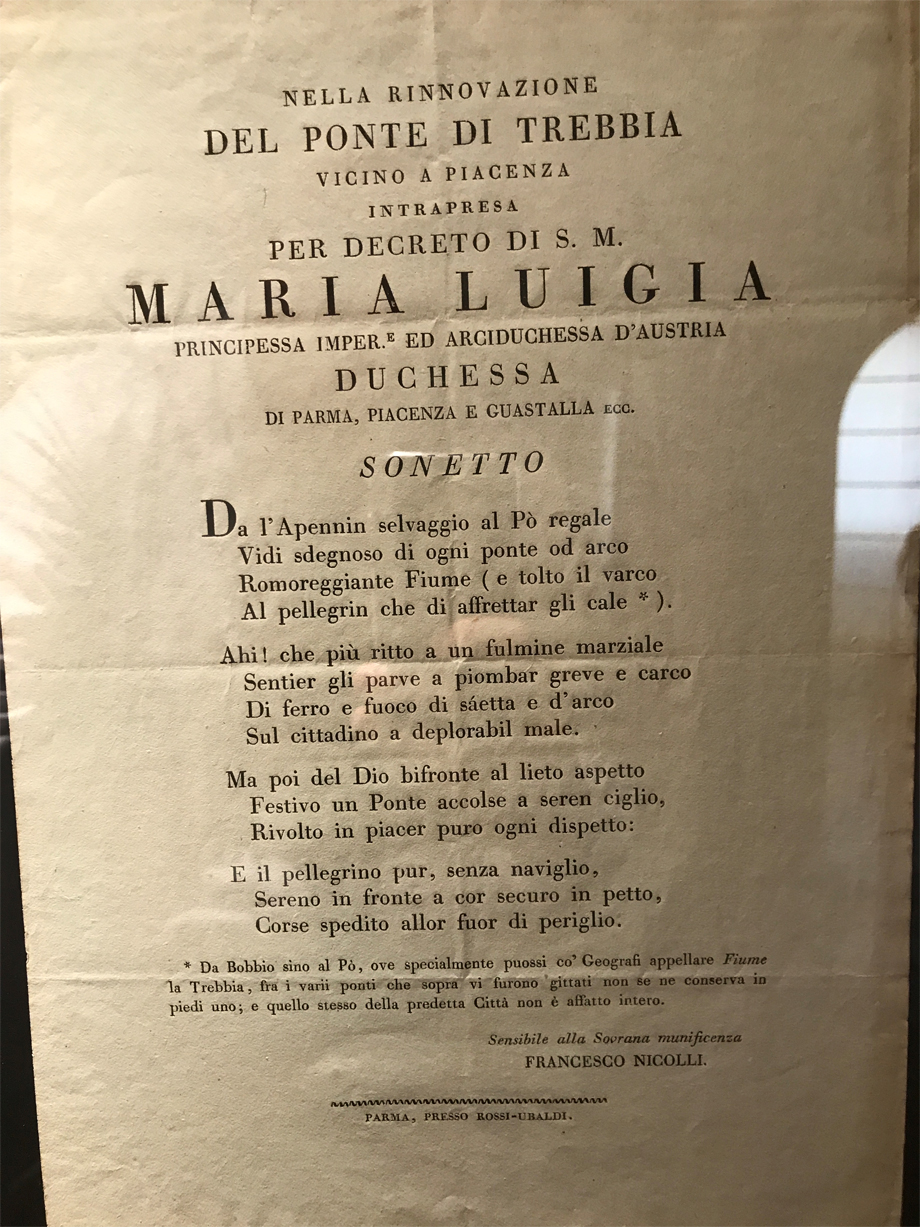 NELLA RINNOVAZIONE
DEL PONTE DI TREBBIA
VICINO A PIACENZA
INTRAPRESA
PER DECRETO DI S. M.
MARIA LUIGIA
PRINCIPESSA IMPER.E ED ARCIDUCHESSA D'AUSTRIA
DUCHESSA
DI PARMA, PIACENZA E GUASTALLA ECC.
SONETTO
Da l'Apennin selvaggio al Pò regale
Vidi sdegnoso di ogni ponte od arco
Romoreggiante Fiume ( e tolto il varco
Al pellegrin che di affrettar gli cale * ).
Ahi! che più ritto a un fulmine marziale
Sentier gli parve a piombar greve e carco
Di ferro e fuoco di sáetta e d'arco
Sul cittadino a deplorabil male.
Ma poi del Dio bifronte al lieto aspetto
Festivo un Ponte accolse a seren ciglio,
Rivolto in piacer puro ogni dispetto:
E il pellegrino pur, senza naviglio,
Sereno in fronte a cor securo in petto,
Corse spedito allor fuor di periglio.
* Da Bobbio sino al Pò, ove specialmente puossi co' Geografi appellare Fiume
la Trebbia, fra i varii ponti che sopra vi furono gittati non se ne conserva in
piedi uno; e quello stesso della predetta Città non é affatto intero.
Sensibile alla Sovrana munificenza
FRANCESCO NICOLLI.
PARMA, PRESSO ROSSI-UBALDI.